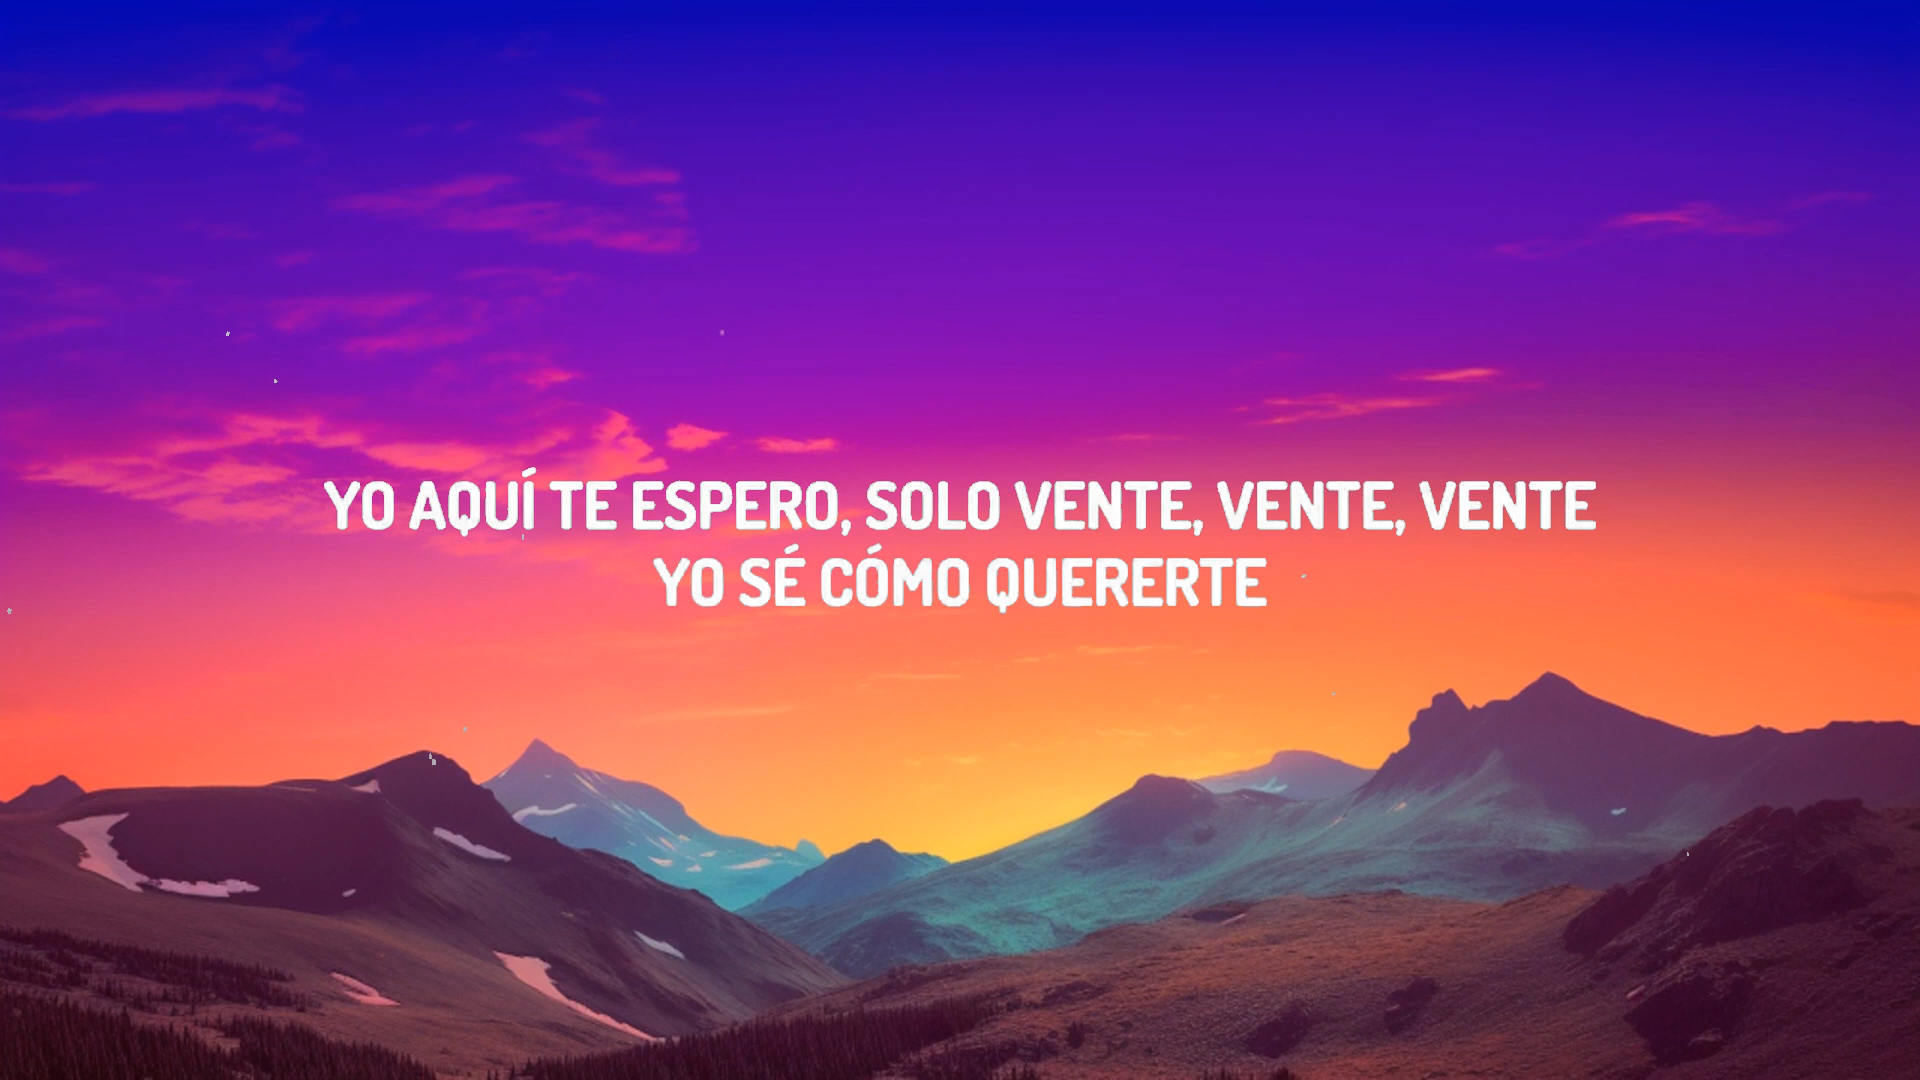 YO AQUÍ TE ESPERO, SOLO VENTE, VENTE, VENTE
YO SÉ CÓMO QUERERTE